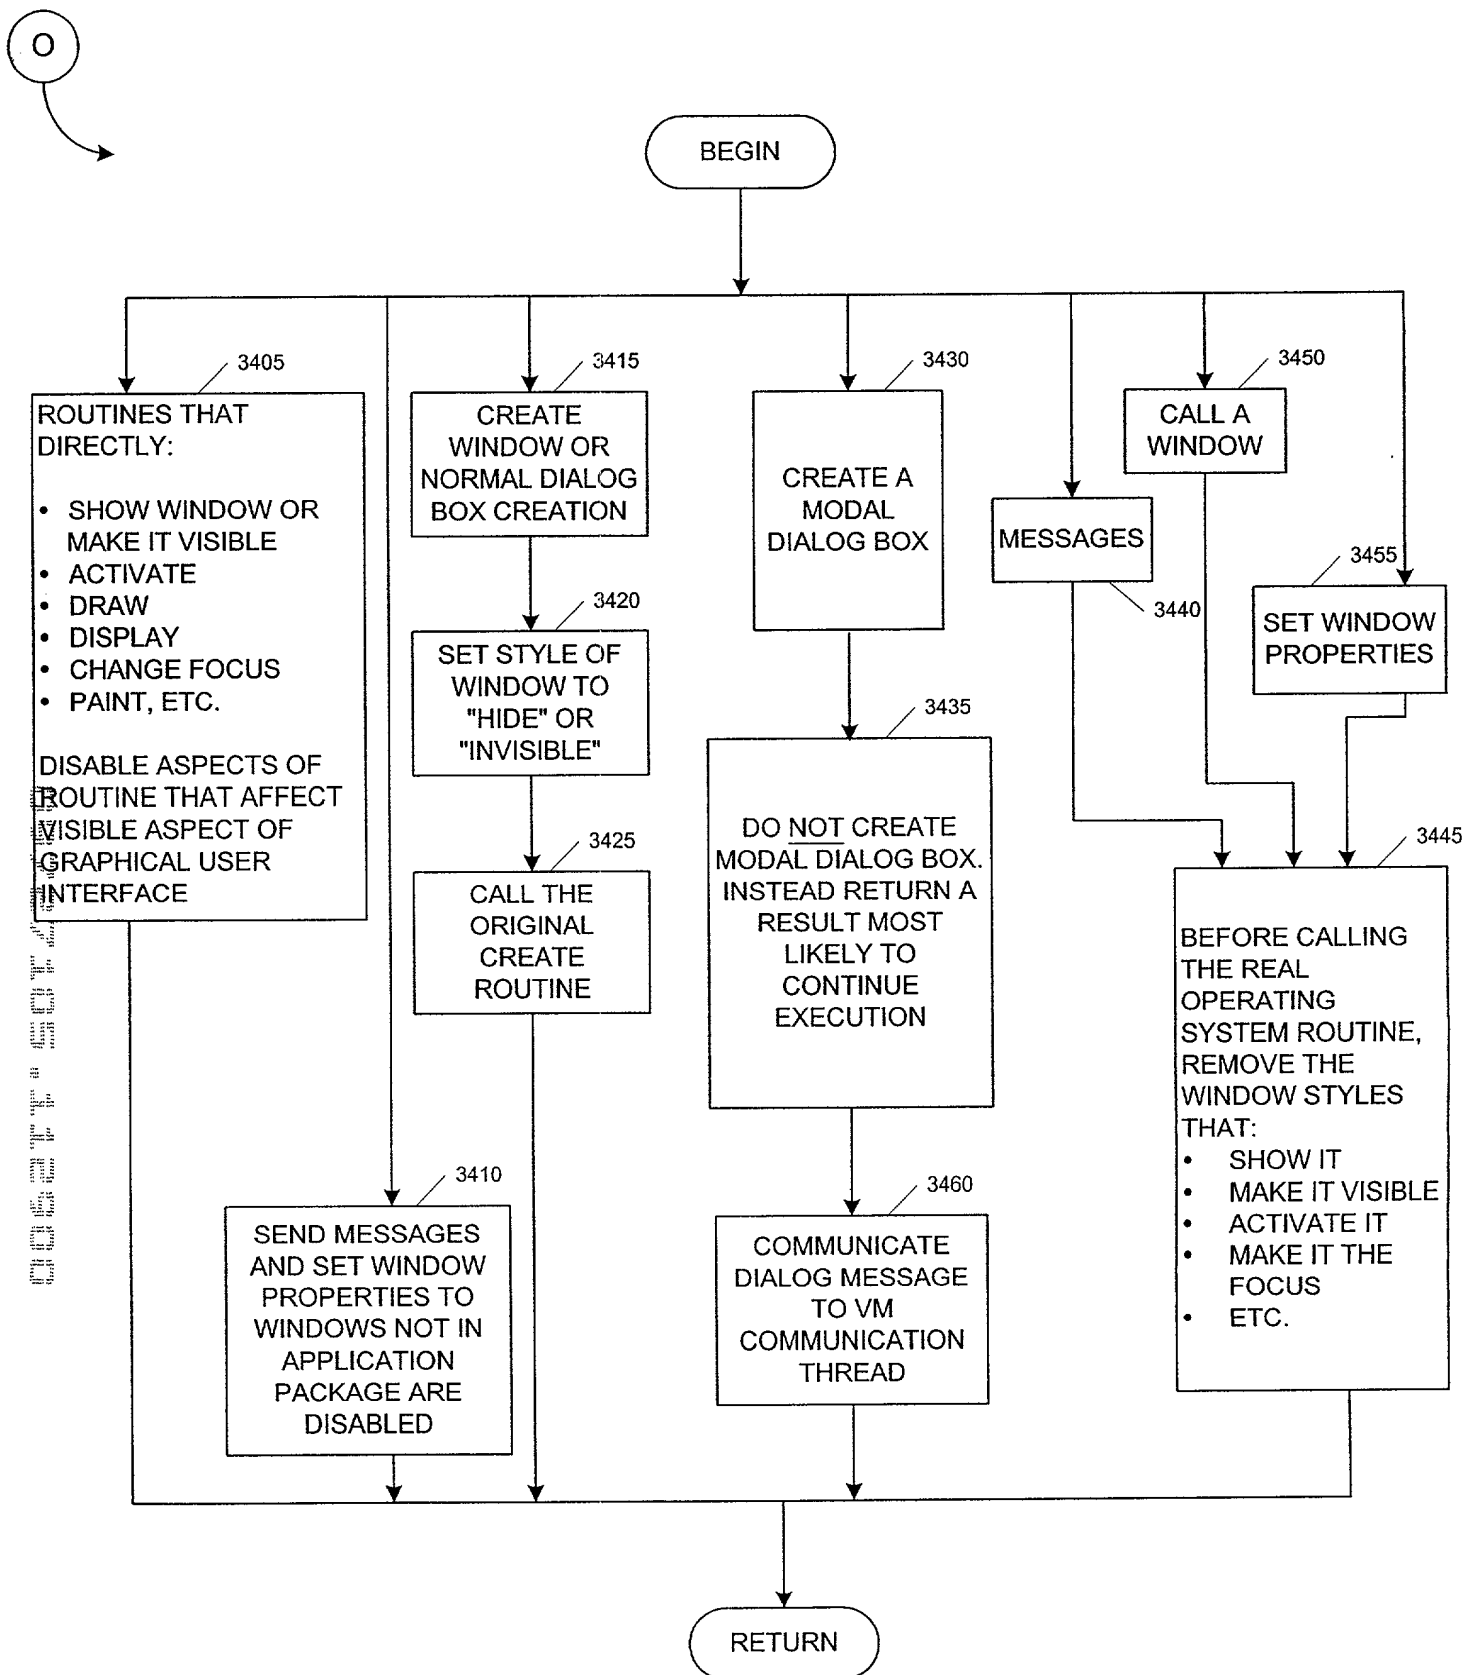 O
BEGIN
3405
ROUTINES THAT
DIRECTLY:
• SHOW WINDOW OR
MAKE IT VISIBLE
• ACTIVATE
• DRAW
• DISPLAY
• CHANGE FOCUS
• PAINT, ETC.
DISABLE ASPECTS OF
ROUTINE THAT AFFECT
VISIBLE ASPECT OF
GRAPHICAL USER
INTERFACE
3415
CREATE
WINDOW OR
NORMAL DIALOG
BOX CREATION
3420
SET STYLE OF
WINDOW TO
"HIDE" OR
"INVISIBLE"
3425
CALL THE
ORIGINAL
CREATE
ROUTINE
3410
SEND MESSAGES
AND SET WINDOW
PROPERTIES TO
WINDOWS NOT IN
APPLICATION
PACKAGE ARE
DISABLED
3430
CREATE A
MODAL
DIALOG BOX
3435
DO NOT CREATE
MODAL DIALOG BOX.
INSTEAD RETURN A
RESULT MOST
LIKELY TO
CONTINUE
EXECUTION
3460
COMMUNICATE
DIALOG MESSAGE
TO VM
COMMUNICATION
THREAD
MESSAGES
3440
3450
CALL A
WINDOW
3455
SET WINDOW
PROPERTIES
3445
BEFORE CALLING
THE REAL
OPERATING
SYSTEM ROUTINE,
REMOVE THE
WINDOW STYLES
THAT:
• SHOW IT
• MAKE IT VISIBLE
• ACTIVATE IT
• MAKE IT THE
FOCUS
• ETC.
RETURN